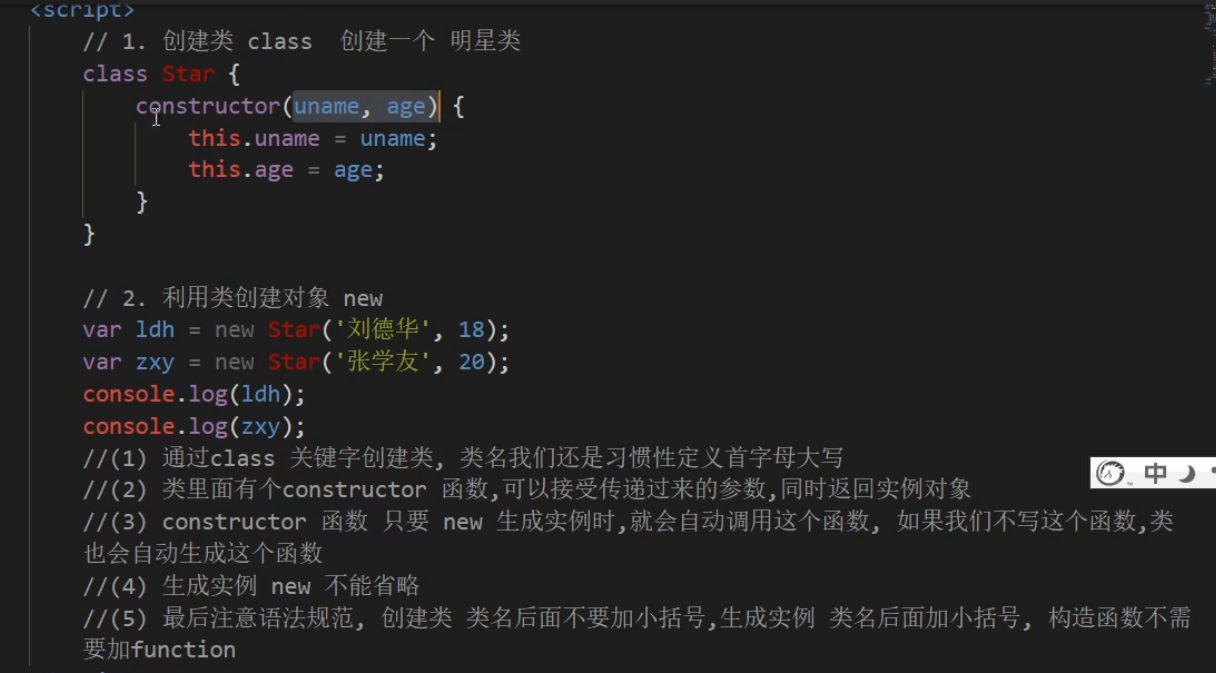 <script>
// 1. 创建类 class  创建一个 明星类
class Star {
constructor(uname, age) {
this.uname = uname;
this.age = age;
}
}
// 2. 利用类创建对象 new
var ldh = new Star('刘德华', 18);
var zxy = new Star('张学友', 20);
console.log(ldh);
console.log(zxy);
//(1) 通过class 关键字创建类, 类名我们还是习惯性定义首字母大写
//(2) 类里面有个constructor 函数,可以接受传递过来的参数,同时返回实例对象
//(3) constructor 函数 只要 new 生成实例时,就会自动调用这个函数, 如果我们不写这个函数,类
也会自动生成这个函数
//(4) 生成实例 new 不能省略
//(5) 最后注意语法规范, 创建类 类名后面不要加小括号,生成实例 类名后面加小括号, 构造函数不需
要加function
中